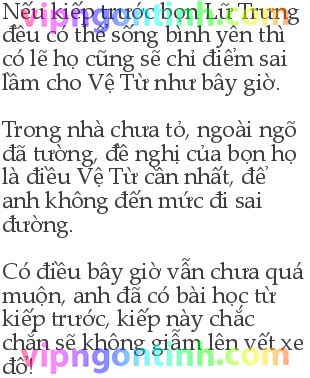 Nếu kiếp trước bọn Lữ Trưng
vipngontinh.com
đều có thể sống bình yên thì
có lẽ họ cũng sẽ chỉ điểm sai
lầm cho Vệ Từ như bây giờ.
Trong nhà chưa tỏ, ngoài ngõ
đã tường, đề nghị của bọn họ
là điều Vệ Từ cần nhất, để
anh không đến mức đi sai
đường.
Có điều bây giờ vẫn chưa quá
muộn, anh đã có bài học từ
kiếp trước, kiếp này chắc
chắn sẽ không giẫm lên vết xe
vipngontinh.com
đổ!